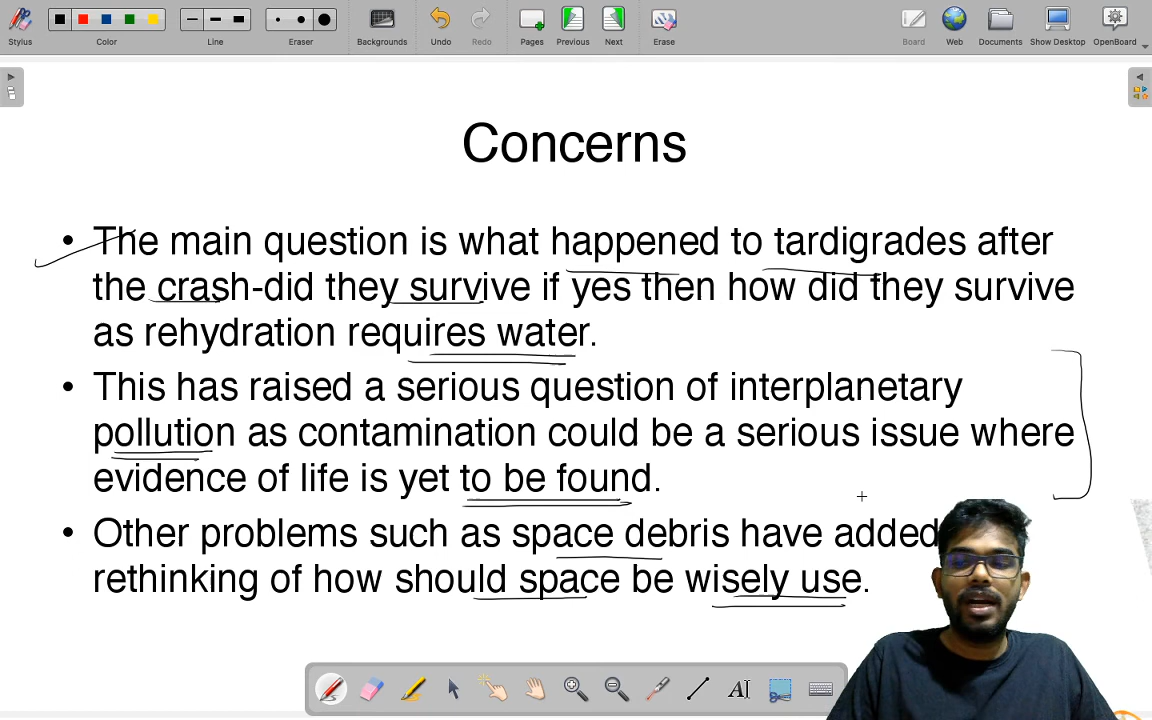 Stylus
Color
Line
Eraser
Backgrounds
Undo
Redo
Pages
Previous
Next
Erase
Board
Web
Documents
Show Desktop
OpenBoard
Concerns
• The main question is what happened to tardigrades after
the crash-did they survive if yes then how did they survive
as rehydration requires water.
• This has raised a serious question of interplanetary
pollution as contamination could be a serious issue where
evidence of life is yet to be found.
• Other problems such as space debris have added
rethinking of how should space be wisely use.